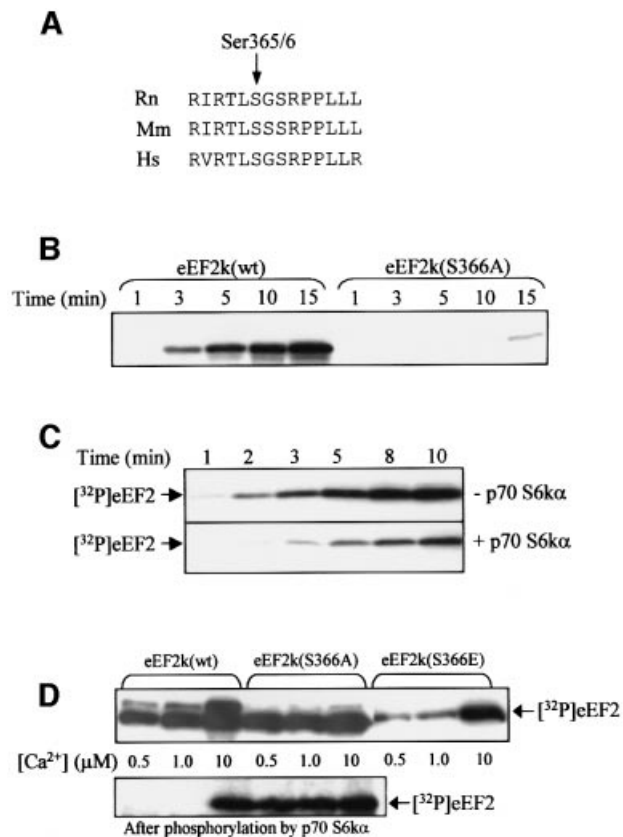 A
Ser365/6
Rn RIRTLSGSRPPLLL
Mm RIRTLSSSRPPLLL
Hs RVRTLSGSRPPLLR
B
eEF2k(wt) eEF2k(S366A)
Time (min) 1 3 5 10 15 1 3 5 10 15
C
Time (min) 1 2 3 5 8 10
[³²P]eEF2 - p70 S6kα
[³²P]eEF2 + p70 S6kα
D
eEF2k(wt) eEF2k(S366A) eEF2k(S366E)
[³²P]eEF2
[Ca²⁺] (μM) 0.5 1.0 10 0.5 1.0 10 0.5 1.0 10
[³²P]eEF2
After phosphorylation by p70 S6kα